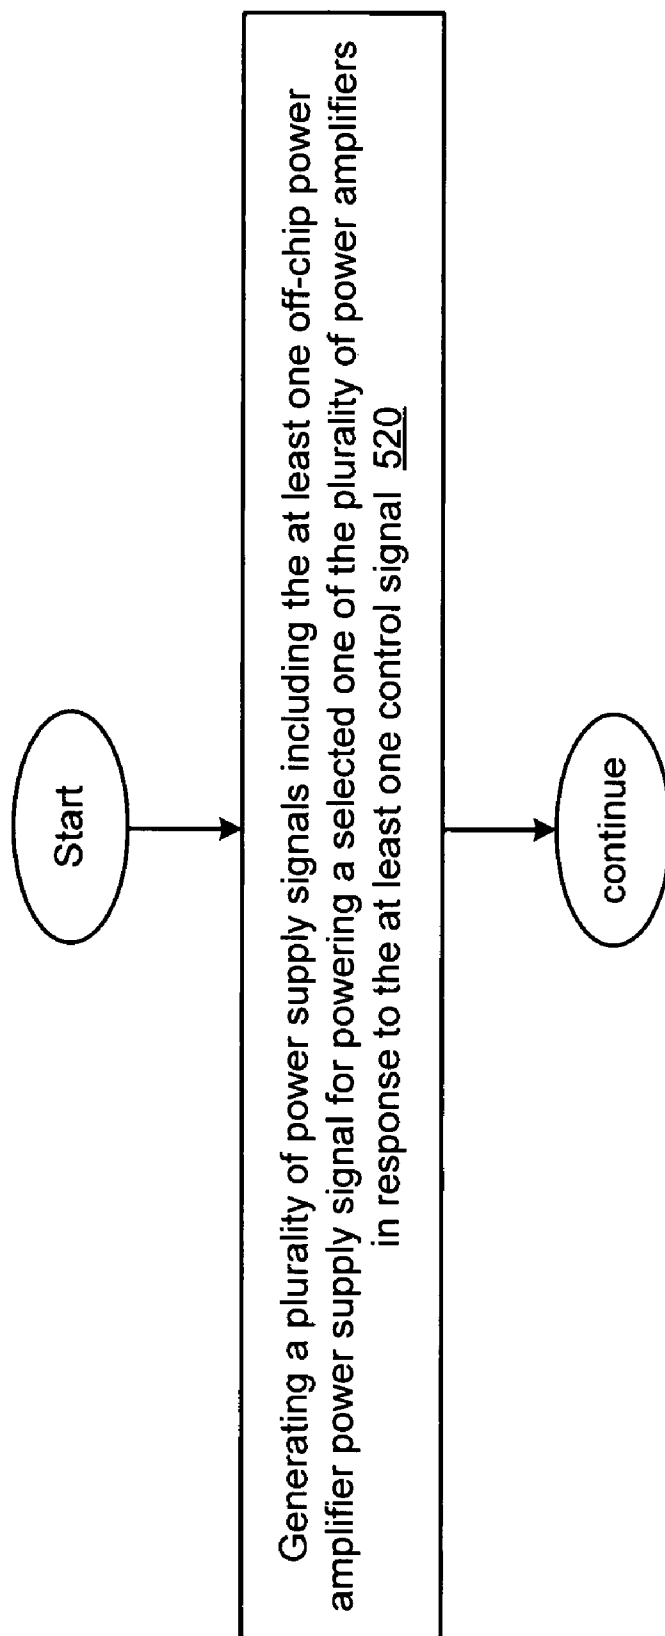 Start
Generating a plurality of power supply signals including the at least one off-chip power
amplifier power supply signal for powering a selected one of the plurality of power amplifiers
in response to the at least one control signal 520
continue